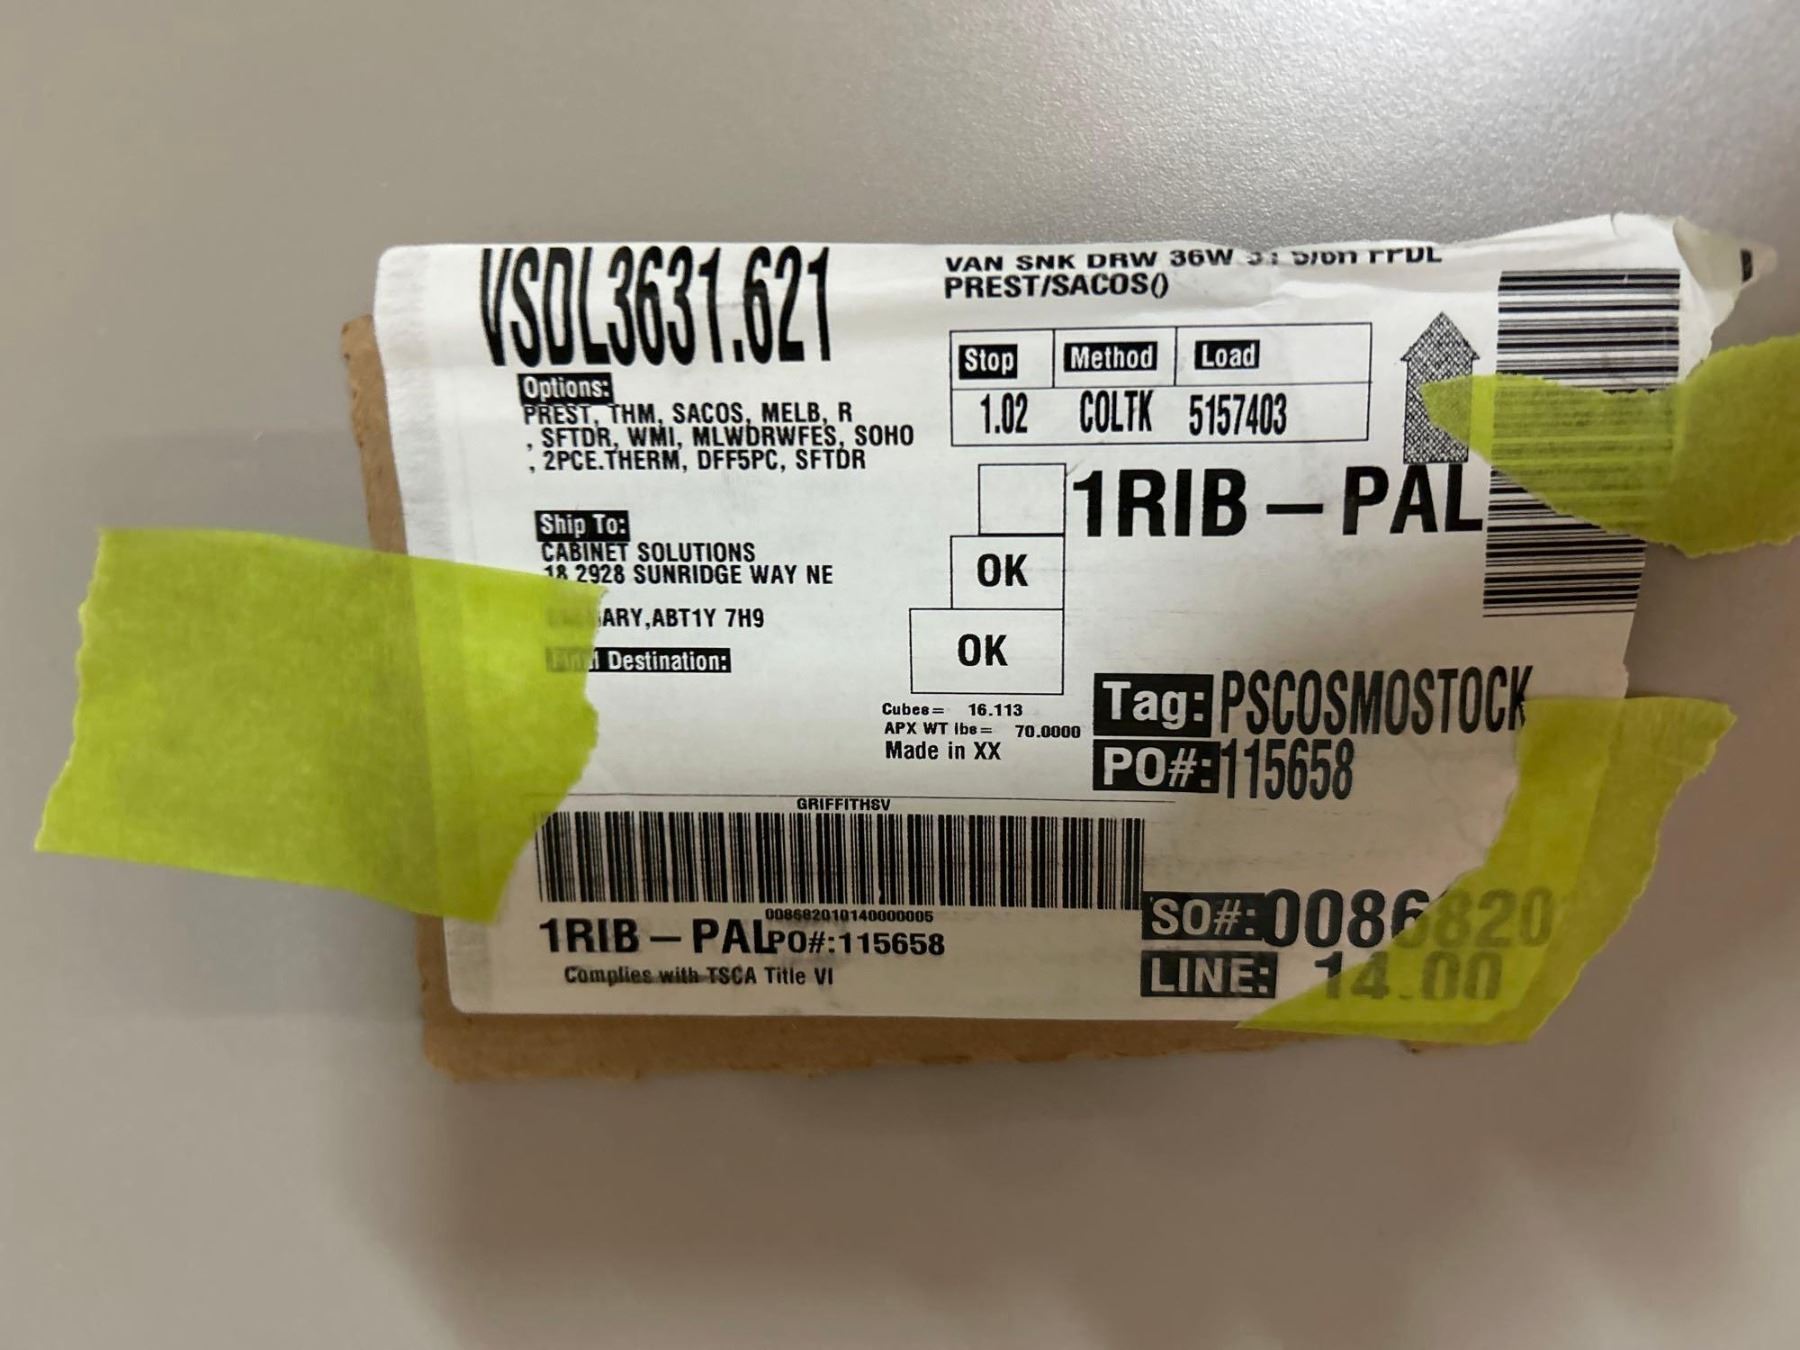 VSDL3631.621
VAN SNK DRW 36W
PREST/SACOS()
Options:
PREST, THM, SACOS, MELB, R
, SFTDR, WMI, MLWDRWFES, SOHO
, 2PCE.THERM, DFF5PC, SFTDR
Stop Method Load
1.02 COLTK 5157403
1RIB – PAL
Ship To:
CABINET SOLUTIONS
18 2928 SUNRIDGE WAY NE
ARY,ABT1Y 7H9
Final Destination:
OK
OK
Cubes= 16.113
APX WT lbs= 70.0000
Made in XX
Tag: PSCOSMOSTOCK
PO#: 115658
GRIFFITHSV
008682010140000005
1RIB – PAL PO#:115658
Complies with TSCA Title VI
SO#: 0086820
LINE: 14.00